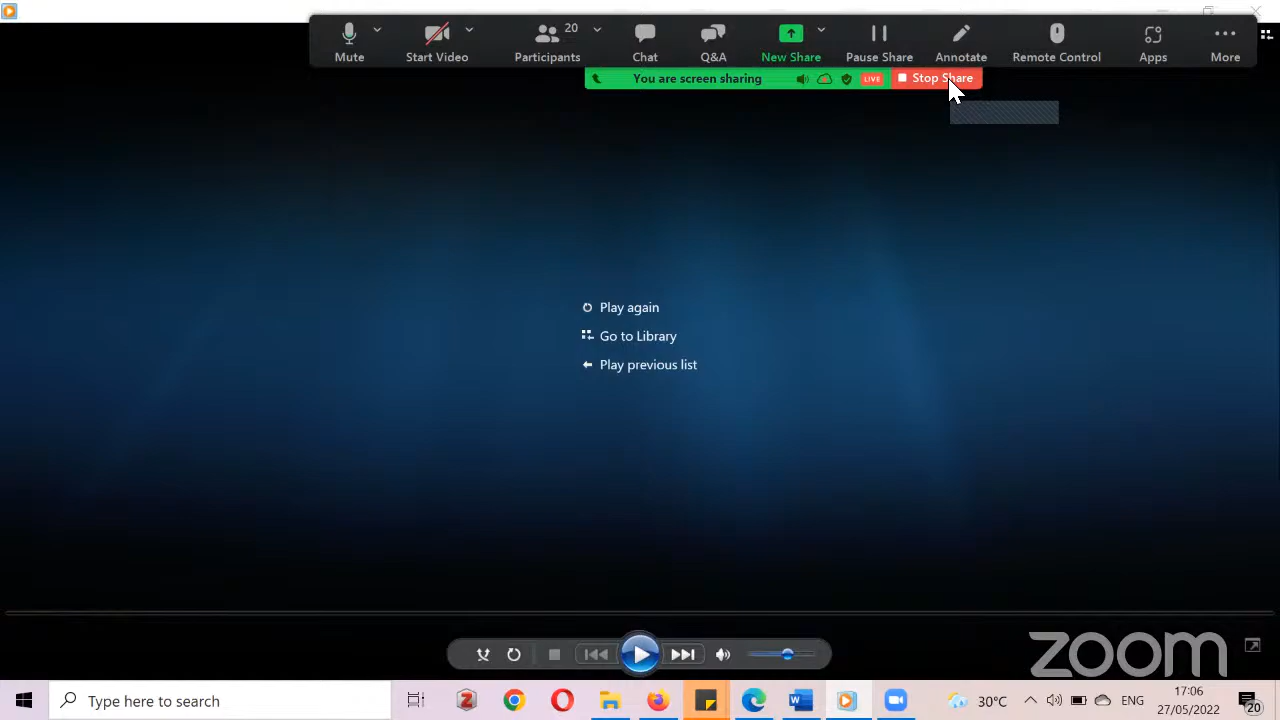 20
Mute
Start Video
Participants
Chat
Q&A
New Share
Pause Share
Annotate
Remote Control
Apps
More
You are screen sharing
LIVE
Stop Share
Play again
Go to Library
Play previous list
zoom
Type here to search
30°C
ENG
17:06
27/05/2022
20